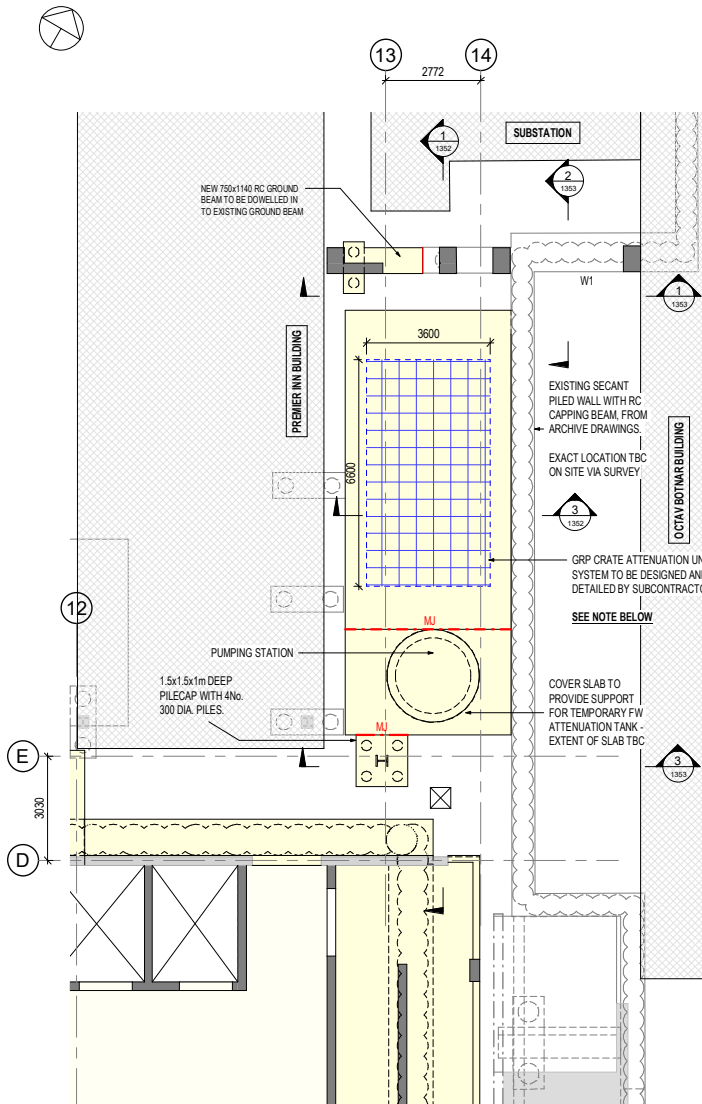 13
14
2772
1
1352
SUBSTATION
2
1353
NEW 750x1140 RC GROUND
BEAM TO BE DOWELLED IN
TO EXISTING GROUND BEAM
W1
1
1353
3600
PREMIER INN BUILDING
EXISTING SECANT
PILED WALL WITH RC
CAPPING BEAM, FROM
ARCHIVE DRAWINGS.
EXACT LOCATION TBC
ON SITE VIA SURVEY
OCTAV BOTNAR BUILDING
6600
3
1352
GRP CRATE ATTENUATION UN
SYSTEM TO BE DESIGNED AN
DETAILED BY SUBCONTRACTO
SEE NOTE BELOW
12
MJ
PUMPING STATION
1.5x1.5x1m DEEP
PILECAP WITH 4No.
300 DIA. PILES.
COVER SLAB TO
PROVIDE SUPPORT
FOR TEMPORARY FW
ATTENUATION TANK -
EXTENT OF SLAB TBC
MJ
E
3
1353
3030
D